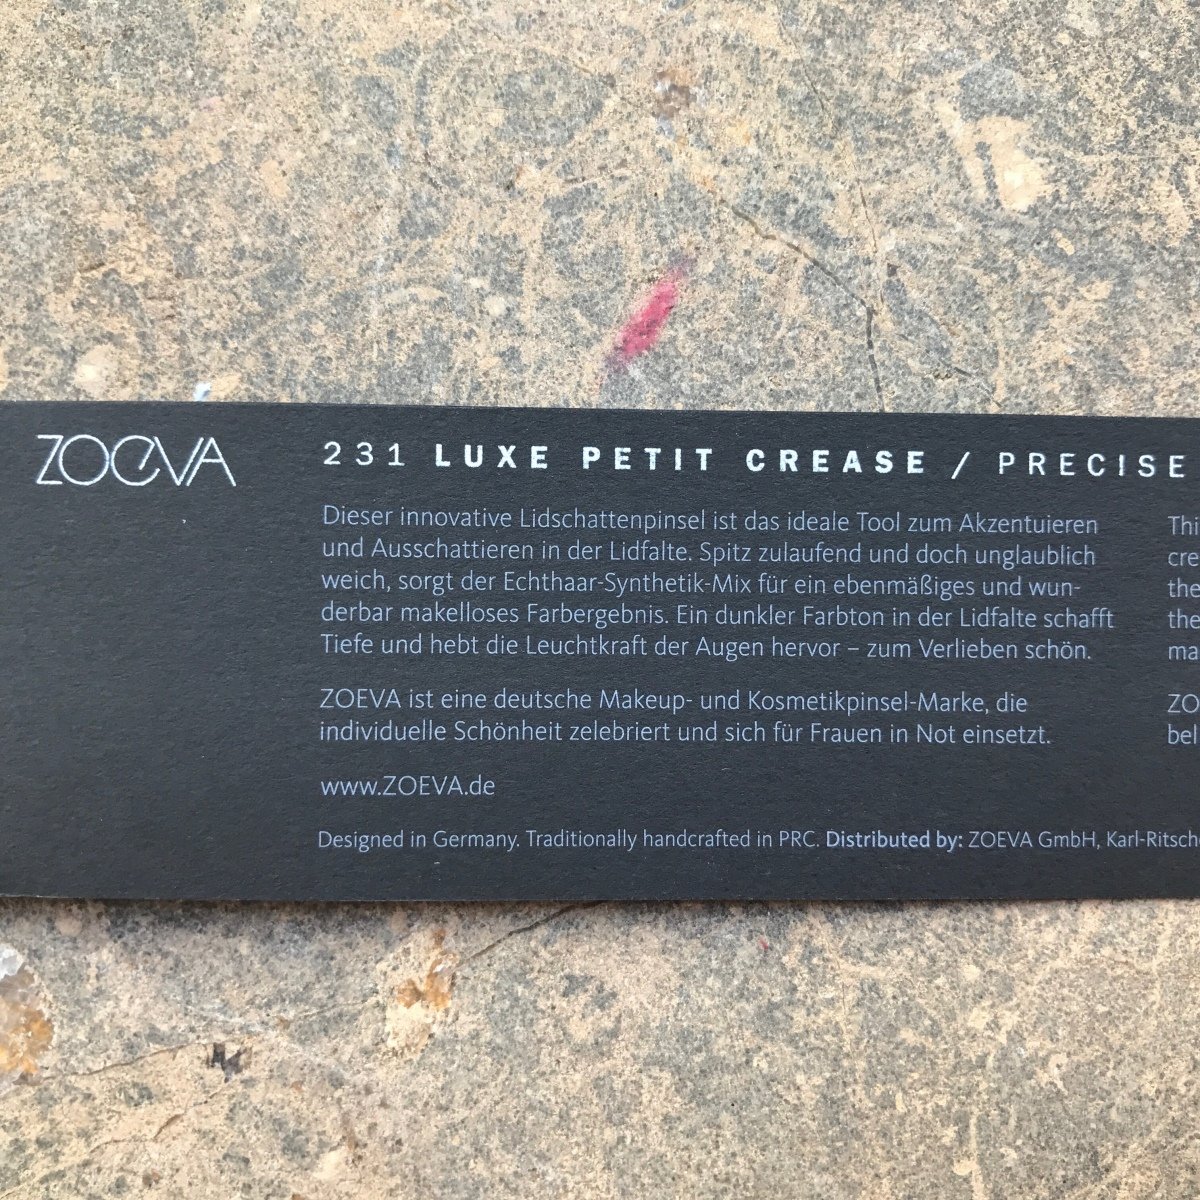 ZOEVA
231 LUXE PETIT CREASE / PRECISE
Dieser innovative Lidschattenpinsel ist das ideale Tool zum Akzentuieren
und Ausschattieren in der Lidfalte. Spitz zulaufend und doch unglaublich
weich, sorgt der Echthaar-Synthetik-Mix für ein ebenmäßiges und wun-
derbar makelloses Farbergebnis. Ein dunkler Farbton in der Lidfalte schafft
Tiefe und hebt die Leuchtkraft der Augen hervor – zum Verlieben schön.
ZOEVA ist eine deutsche Makeup- und Kosmetikpinsel-Marke, die
individuelle Schönheit zelebriert und sich für Frauen in Not einsetzt.
www.ZOEVA.de
Designed in Germany. Traditionally handcrafted in PRC. Distributed by: ZOEVA GmbH,